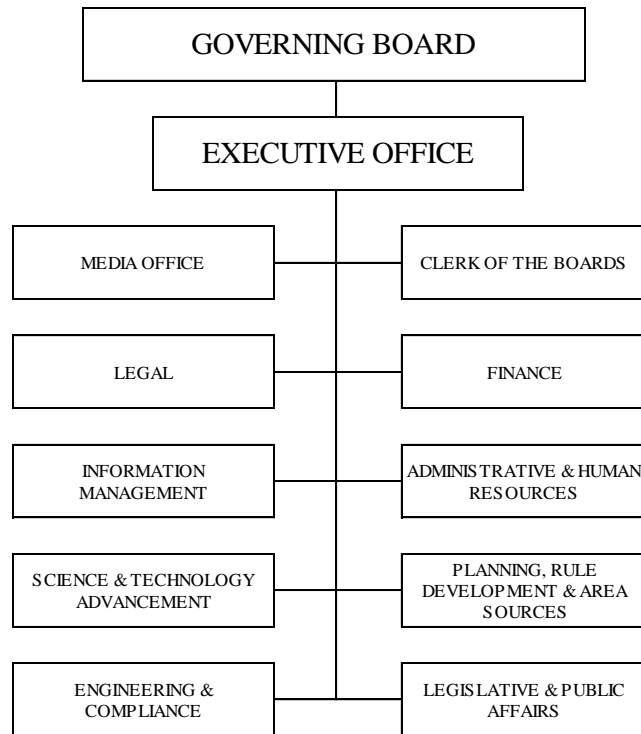 GOVERNING BOARD
EXECUTIVE OFFICE
MEDIA OFFICE
CLERK OF THE BOARDS
LEGAL
FINANCE
INFORMATION
MANAGEMENT
ADMINISTRATIVE & HUMAN
RESOURCES
SCIENCE & TECHNOLOGY
ADVANCEMENT
PLANNING, RULE
DEVELOPMENT & AREA
SOURCES
ENGINEERING &
COMPLIANCE
LEGISLATIVE & PUBLIC
AFFAIRS